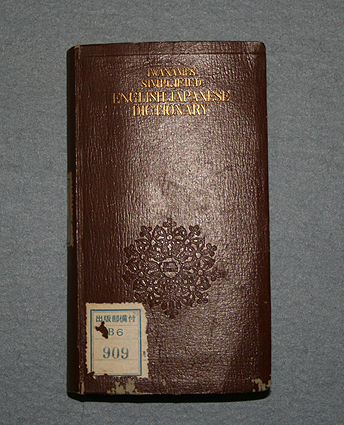 IWANAMI'S
SIMPLIFIED
ENGLISH-JAPANESE
DICTIONARY
出版部備付
B6
909